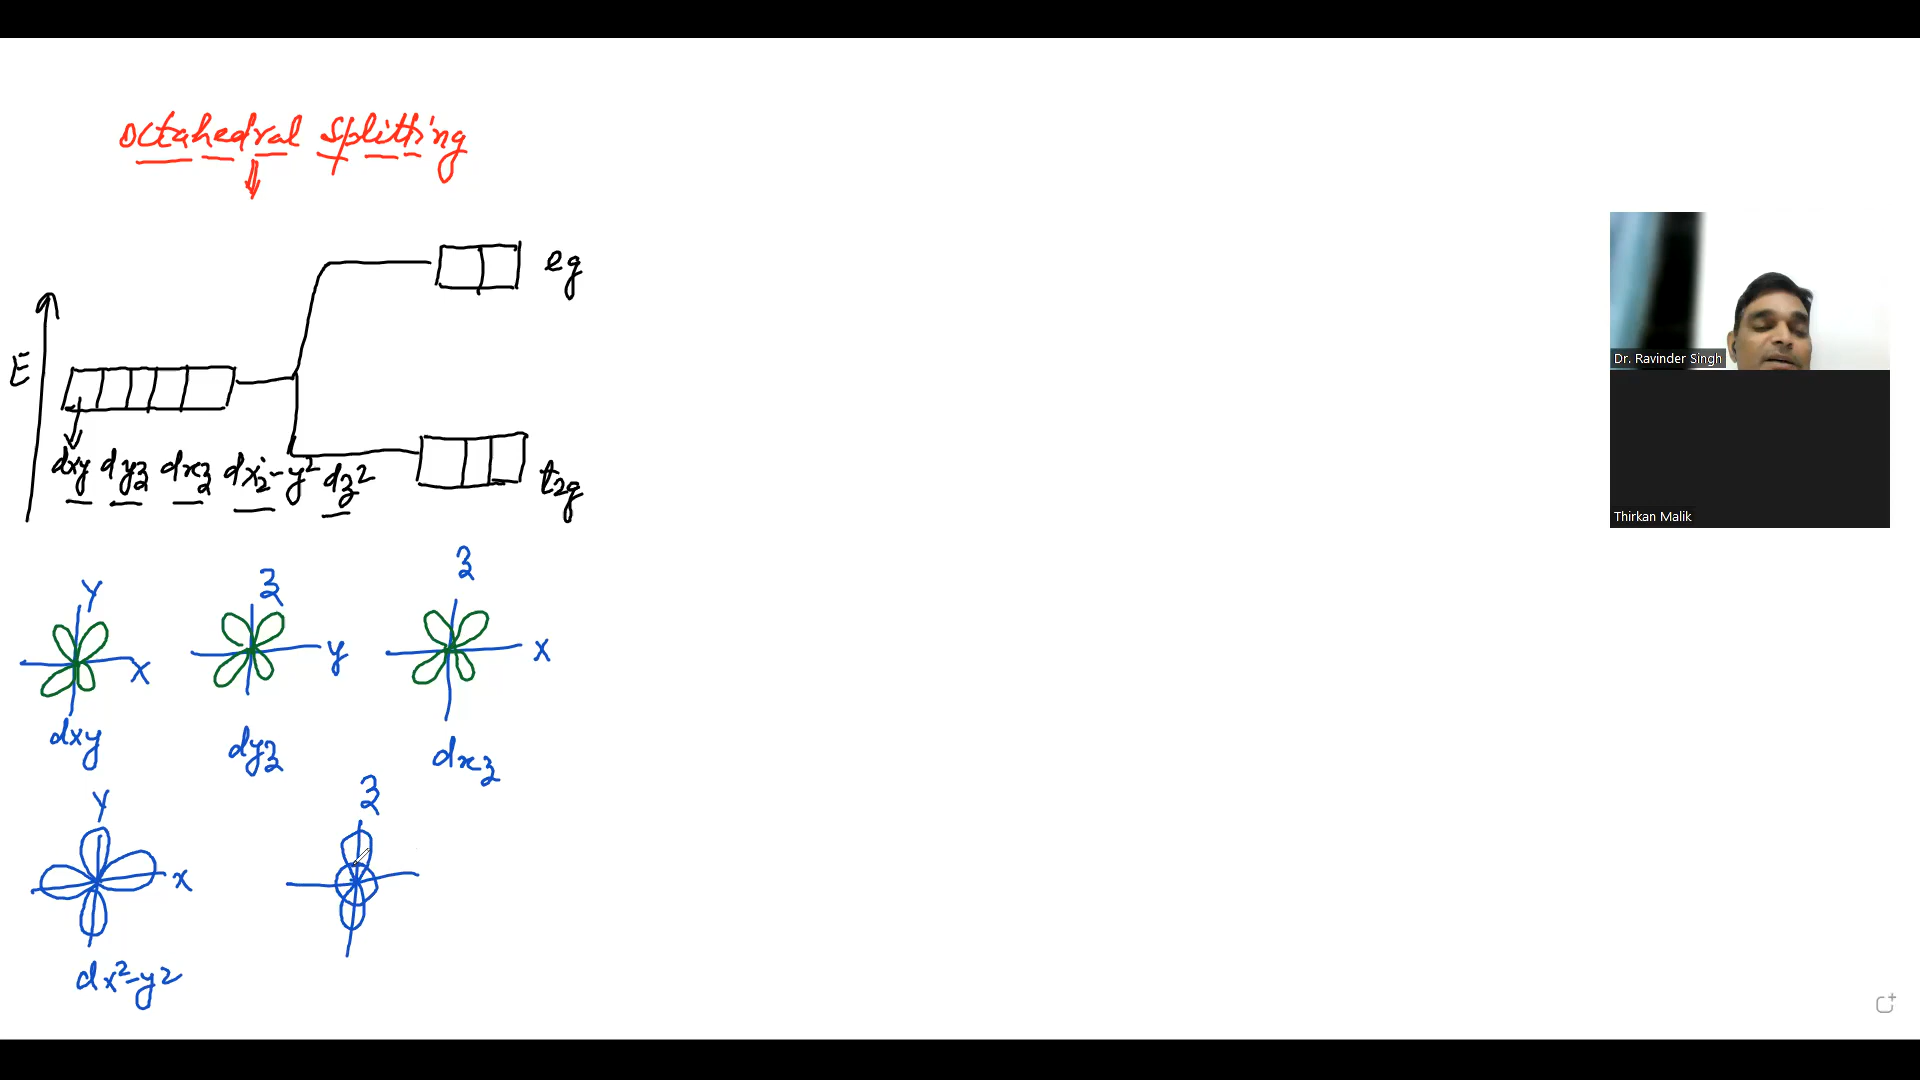 Octahedral splitting
eg
E
dxy dyz dxz dx²-y² dz²
t2g
Y
X
dxy
z
y
dyz
z
X
dxz
Y
X
dx²-y²
z
Dr. Ravinder Singh
Thirkan Malik